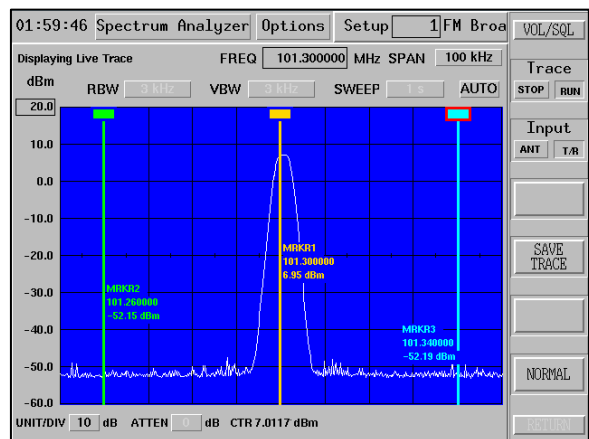 01:59:46 Spectrum Analyzer Options Setup 1 FM Broa
VOL/SQL
Displaying Live Trace FREQ 101.300000 MHz SPAN 100 kHz
dBm RBW 3 kHz VBW 3 kHz SWEEP 1 s AUTO
Trace
STOP RUN
Input
ANT T/R
SAVE
TRACE
NORMAL
RETURN
20.0
10.0
0.0
-10.0
-20.0
-30.0
-40.0
-50.0
-60.0
MRKR1
101.300000
6.95 dBm
MRKR2
101.260000
-52.15 dBm
MRKR3
101.340000
-52.19 dBm
UNIT/DIV 10 dB ATTEN 0 dB CTR 7.0117 dBm